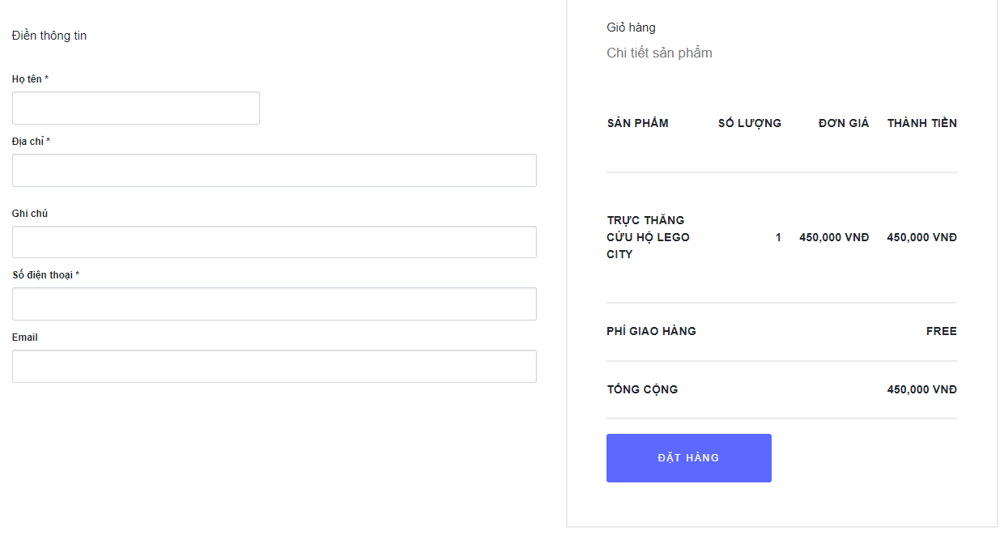 Điền thông tin
Họ tên *
Địa chỉ *
Ghi chú
Số điện thoại *
Email
Giỏ hàng
Chi tiết sản phẩm
SẢN PHẨM SỐ LƯỢNG ĐƠN GIÁ THÀNH TIỀN
TRỰC THĂNG
CỨU HỘ LEGO 1 450,000 VNĐ 450,000 VNĐ
CITY
PHÍ GIAO HÀNG FREE
TỔNG CỘNG 450,000 VNĐ
ĐẶT HÀNG